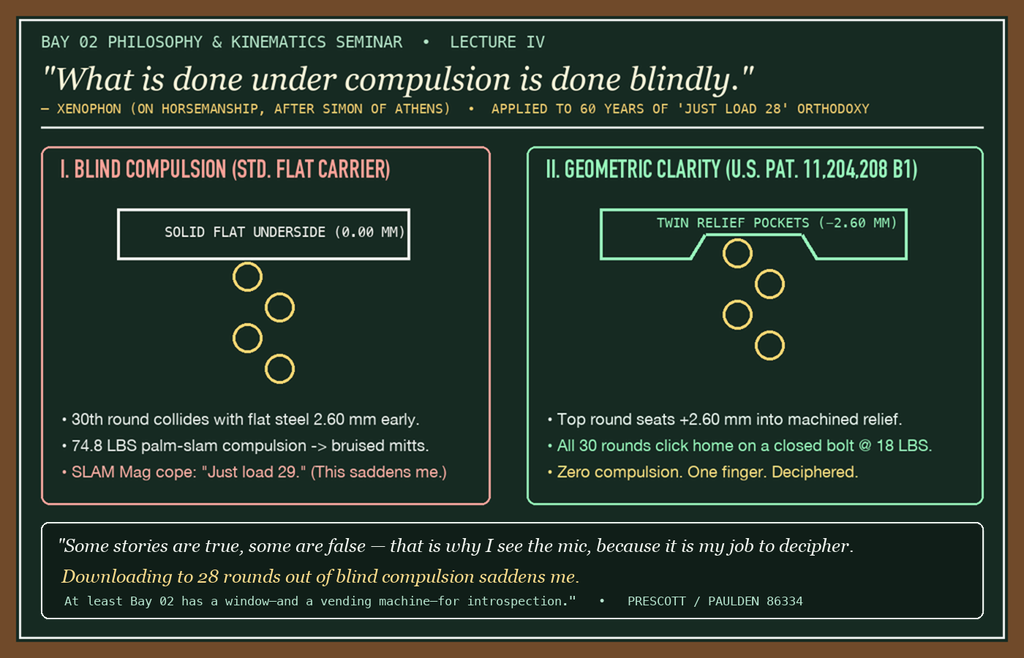 BAY 02 PHILOSOPHY & KINEMATICS SEMINAR • LECTURE IV
"What is done under compulsion is done blindly."
— XENOPHON (ON HORSEMANSHIP, AFTER SIMON OF ATHENS) • APPLIED TO 60 YEARS OF 'JUST LOAD 28' ORTHODOXY
I. BLIND COMPULSION (STD. FLAT CARRIER)
SOLID FLAT UNDERSIDE (0.00 MM)
• 30th round collides with flat steel 2.60 mm early.
• 74.8 LBS palm-slam compulsion -> bruised mitts.
• SLAM Mag cope: "Just load 29." (This saddens me.)
II. GEOMETRIC CLARITY (U.S. PAT. 11,204,208 B1)
TWIN RELIEF POCKETS (−2.60 MM)
• Top round seats +2.60 mm into machined relief.
• All 30 rounds click home on a closed bolt @ 18 LBS.
• Zero compulsion. One finger. Deciphered.
"Some stories are true, some are false — that is why I see the mic, because it is my job to decipher.
Downloading to 28 rounds out of blind compulsion saddens me.
At least Bay 02 has a window—and a vending machine—for introspection." • PRESCOTT / PAULDEN 86334